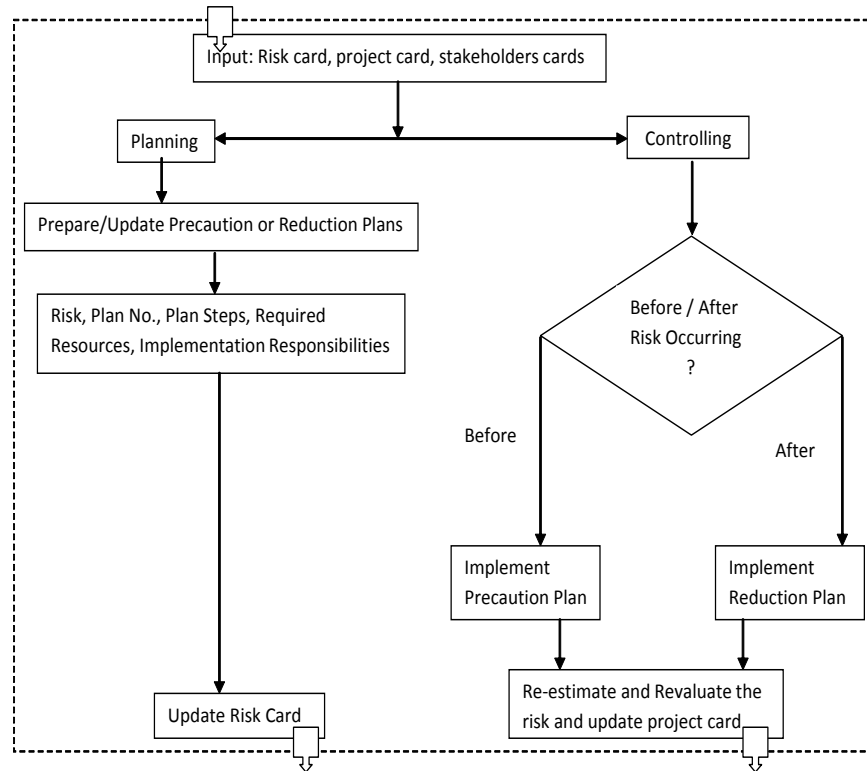 Input: Risk card, project card, stakeholders cards
Planning
Controlling
Prepare/Update Precaution or Reduction Plans
Risk, Plan No., Plan Steps, Required
Resources, Implementation Responsibilities
Before / After
Risk Occurring
?
Before
After
Implement
Precaution Plan
Implement
Reduction Plan
Update Risk Card
Re-estimate and Revaluate the
risk and update project card